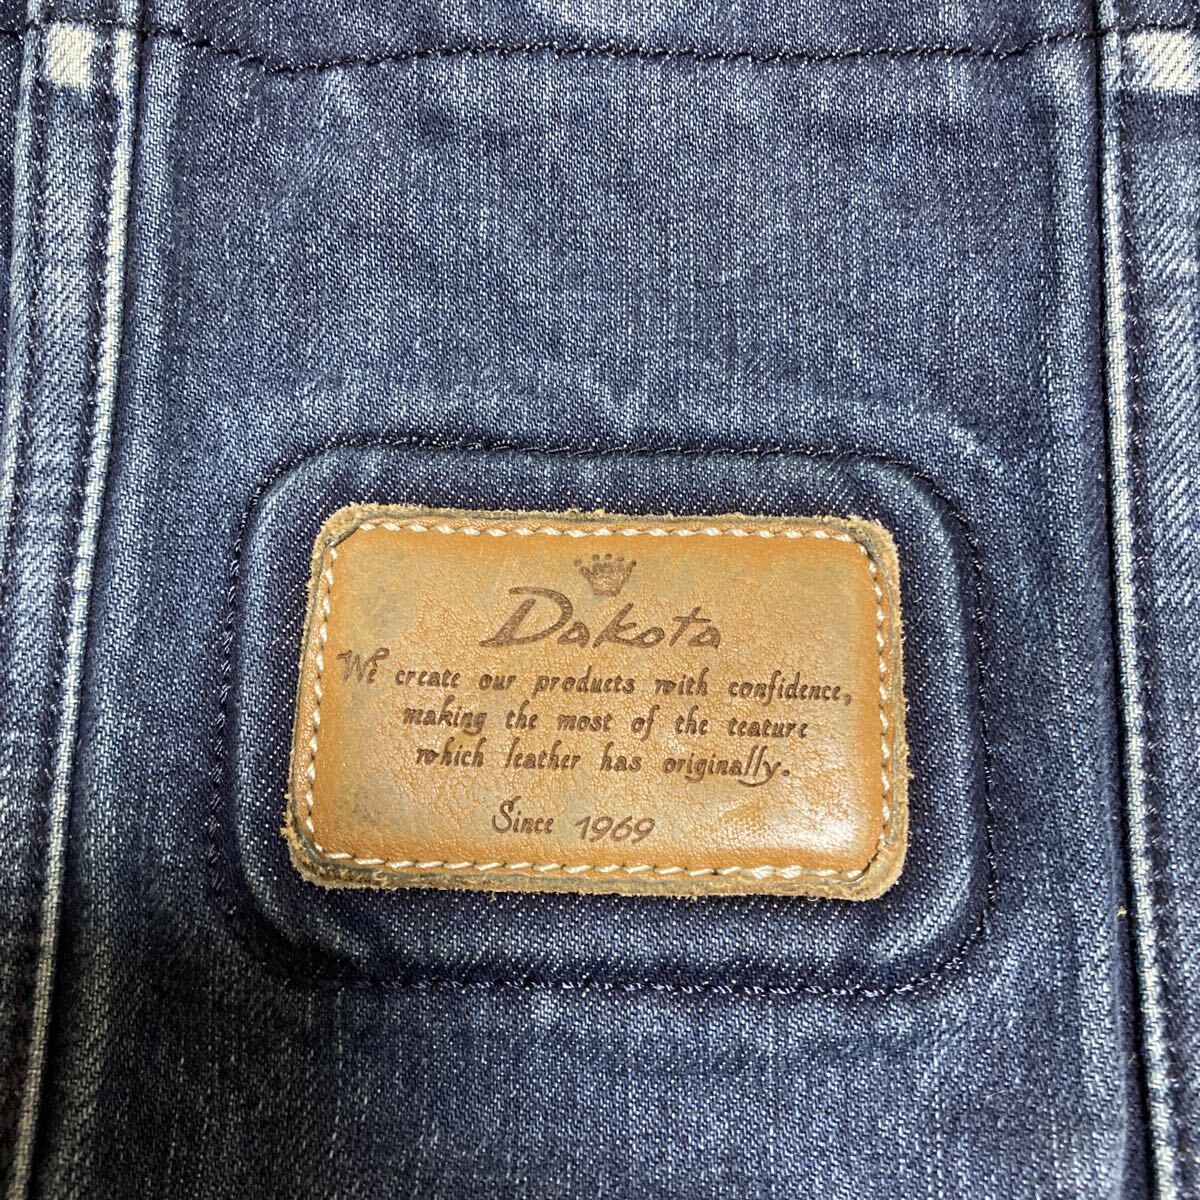 Dakota
We create our products with confidence,
making the most of the teature
which leather has originally.
Since 1969